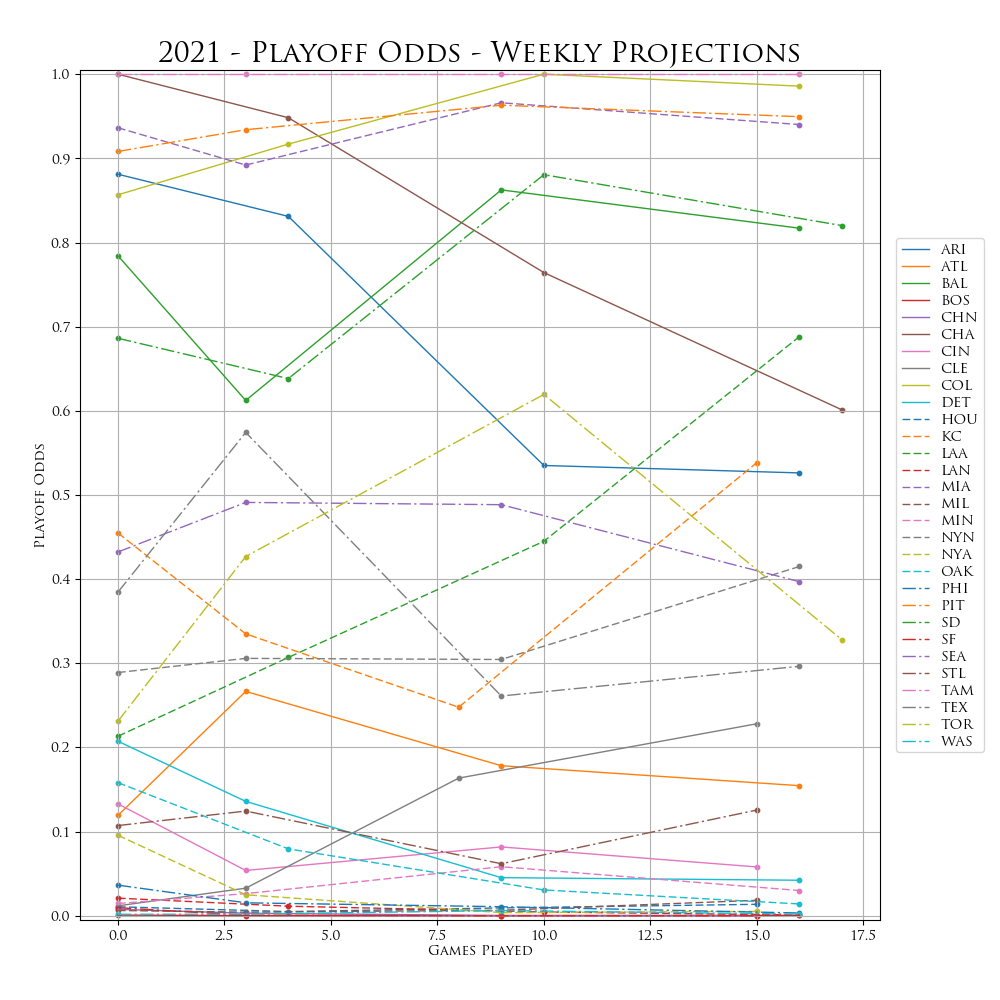 2021 - Playoff Odds - Weekly Projections
1.0
0.9
0.8
0.7
0.6
0.5
0.4
0.3
0.2
0.1
0.0
Playoff Odds
0.0 2.5 5.0 7.5 10.0 12.5 15.0 17.5
Games Played
ARI
ATL
BAL
BOS
CHN
CHA
CIN
CLE
COL
DET
HOU
KC
LAA
LAN
MIA
MIL
MIN
NYN
NYA
OAK
PHI
PIT
SD
SF
SEA
STL
TAM
TEX
TOR
WAS